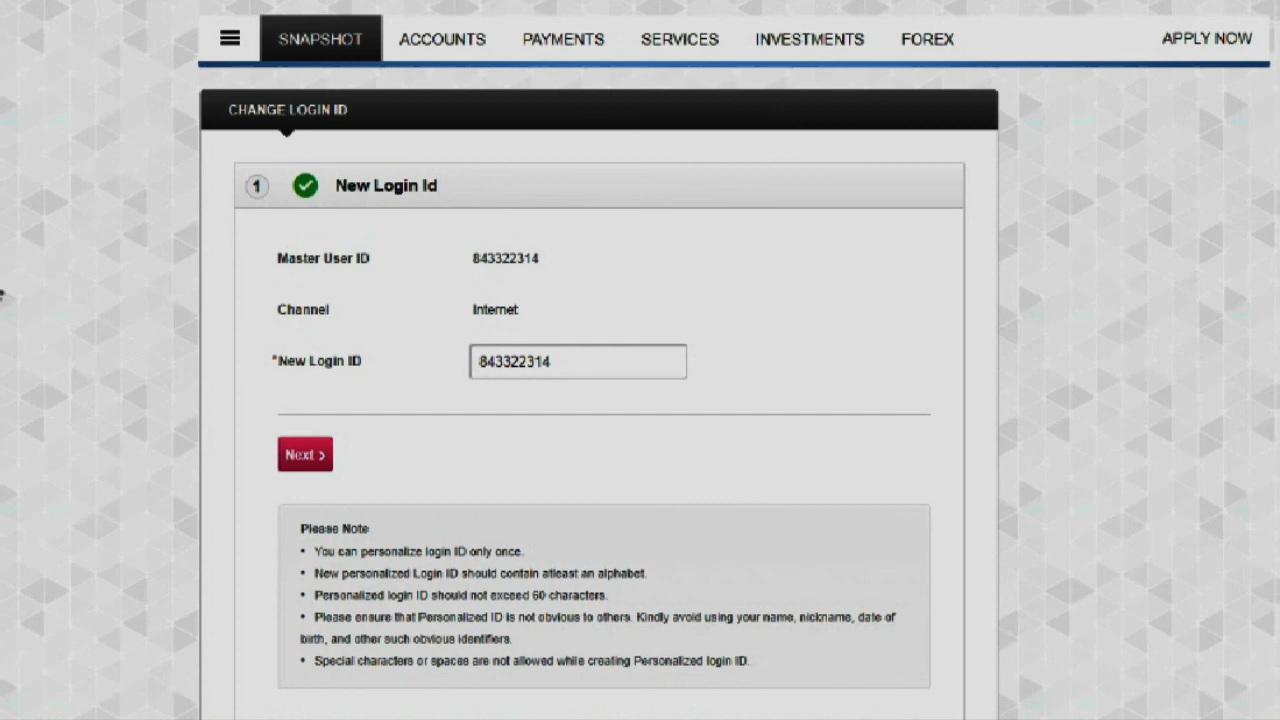 SNAPSHOT ACCOUNTS PAYMENTS SERVICES INVESTMENTS FOREX APPLY NOW
CHANGE LOGIN ID
1 New Login Id
Master User ID 843322314
Channel Internet
*New Login ID 843322314
Next >
Please Note
• You can personalize login ID only once.
• New personalized Login ID should contain atleast an alphabet.
• Personalized login ID should not exceed 60 characters.
• Please ensure that Personalized ID is not obvious to others. Kindly avoid using your name, nickname, date of
birth, and other such obvious identifiers.
• Special characters or spaces are not allowed while creating Personalized login ID.